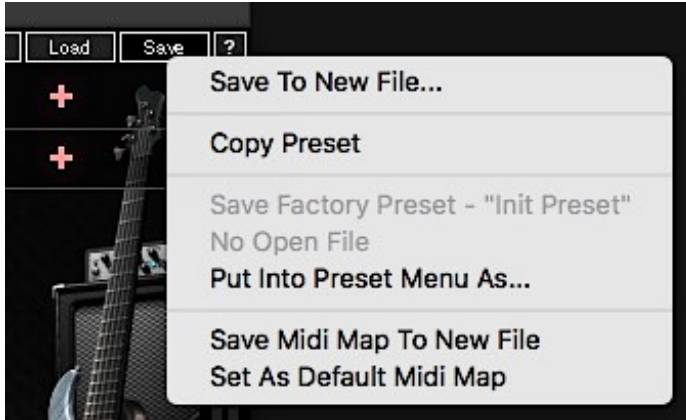 Load Save ?
Save To New File...
Copy Preset
Save Factory Preset - "Init Preset"
No Open File
Put Into Preset Menu As...
Save Midi Map To New File
Set As Default Midi Map